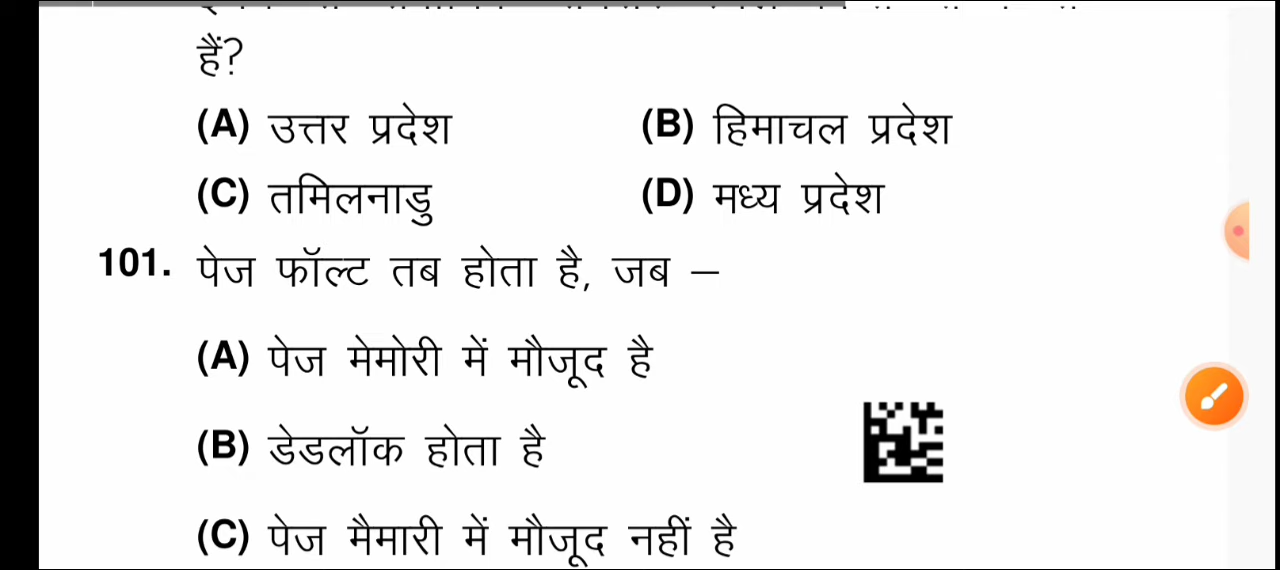 हैं?
(A) उत्तर प्रदेश (B) हिमाचल प्रदेश
(C) तमिलनाडु (D) मध्य प्रदेश
101. पेज फॉल्ट तब होता है, जब –
(A) पेज मेमोरी में मौजूद है
(B) डेडलॉक होता है
(C) पेज मैमारी में मौजूद नहीं है